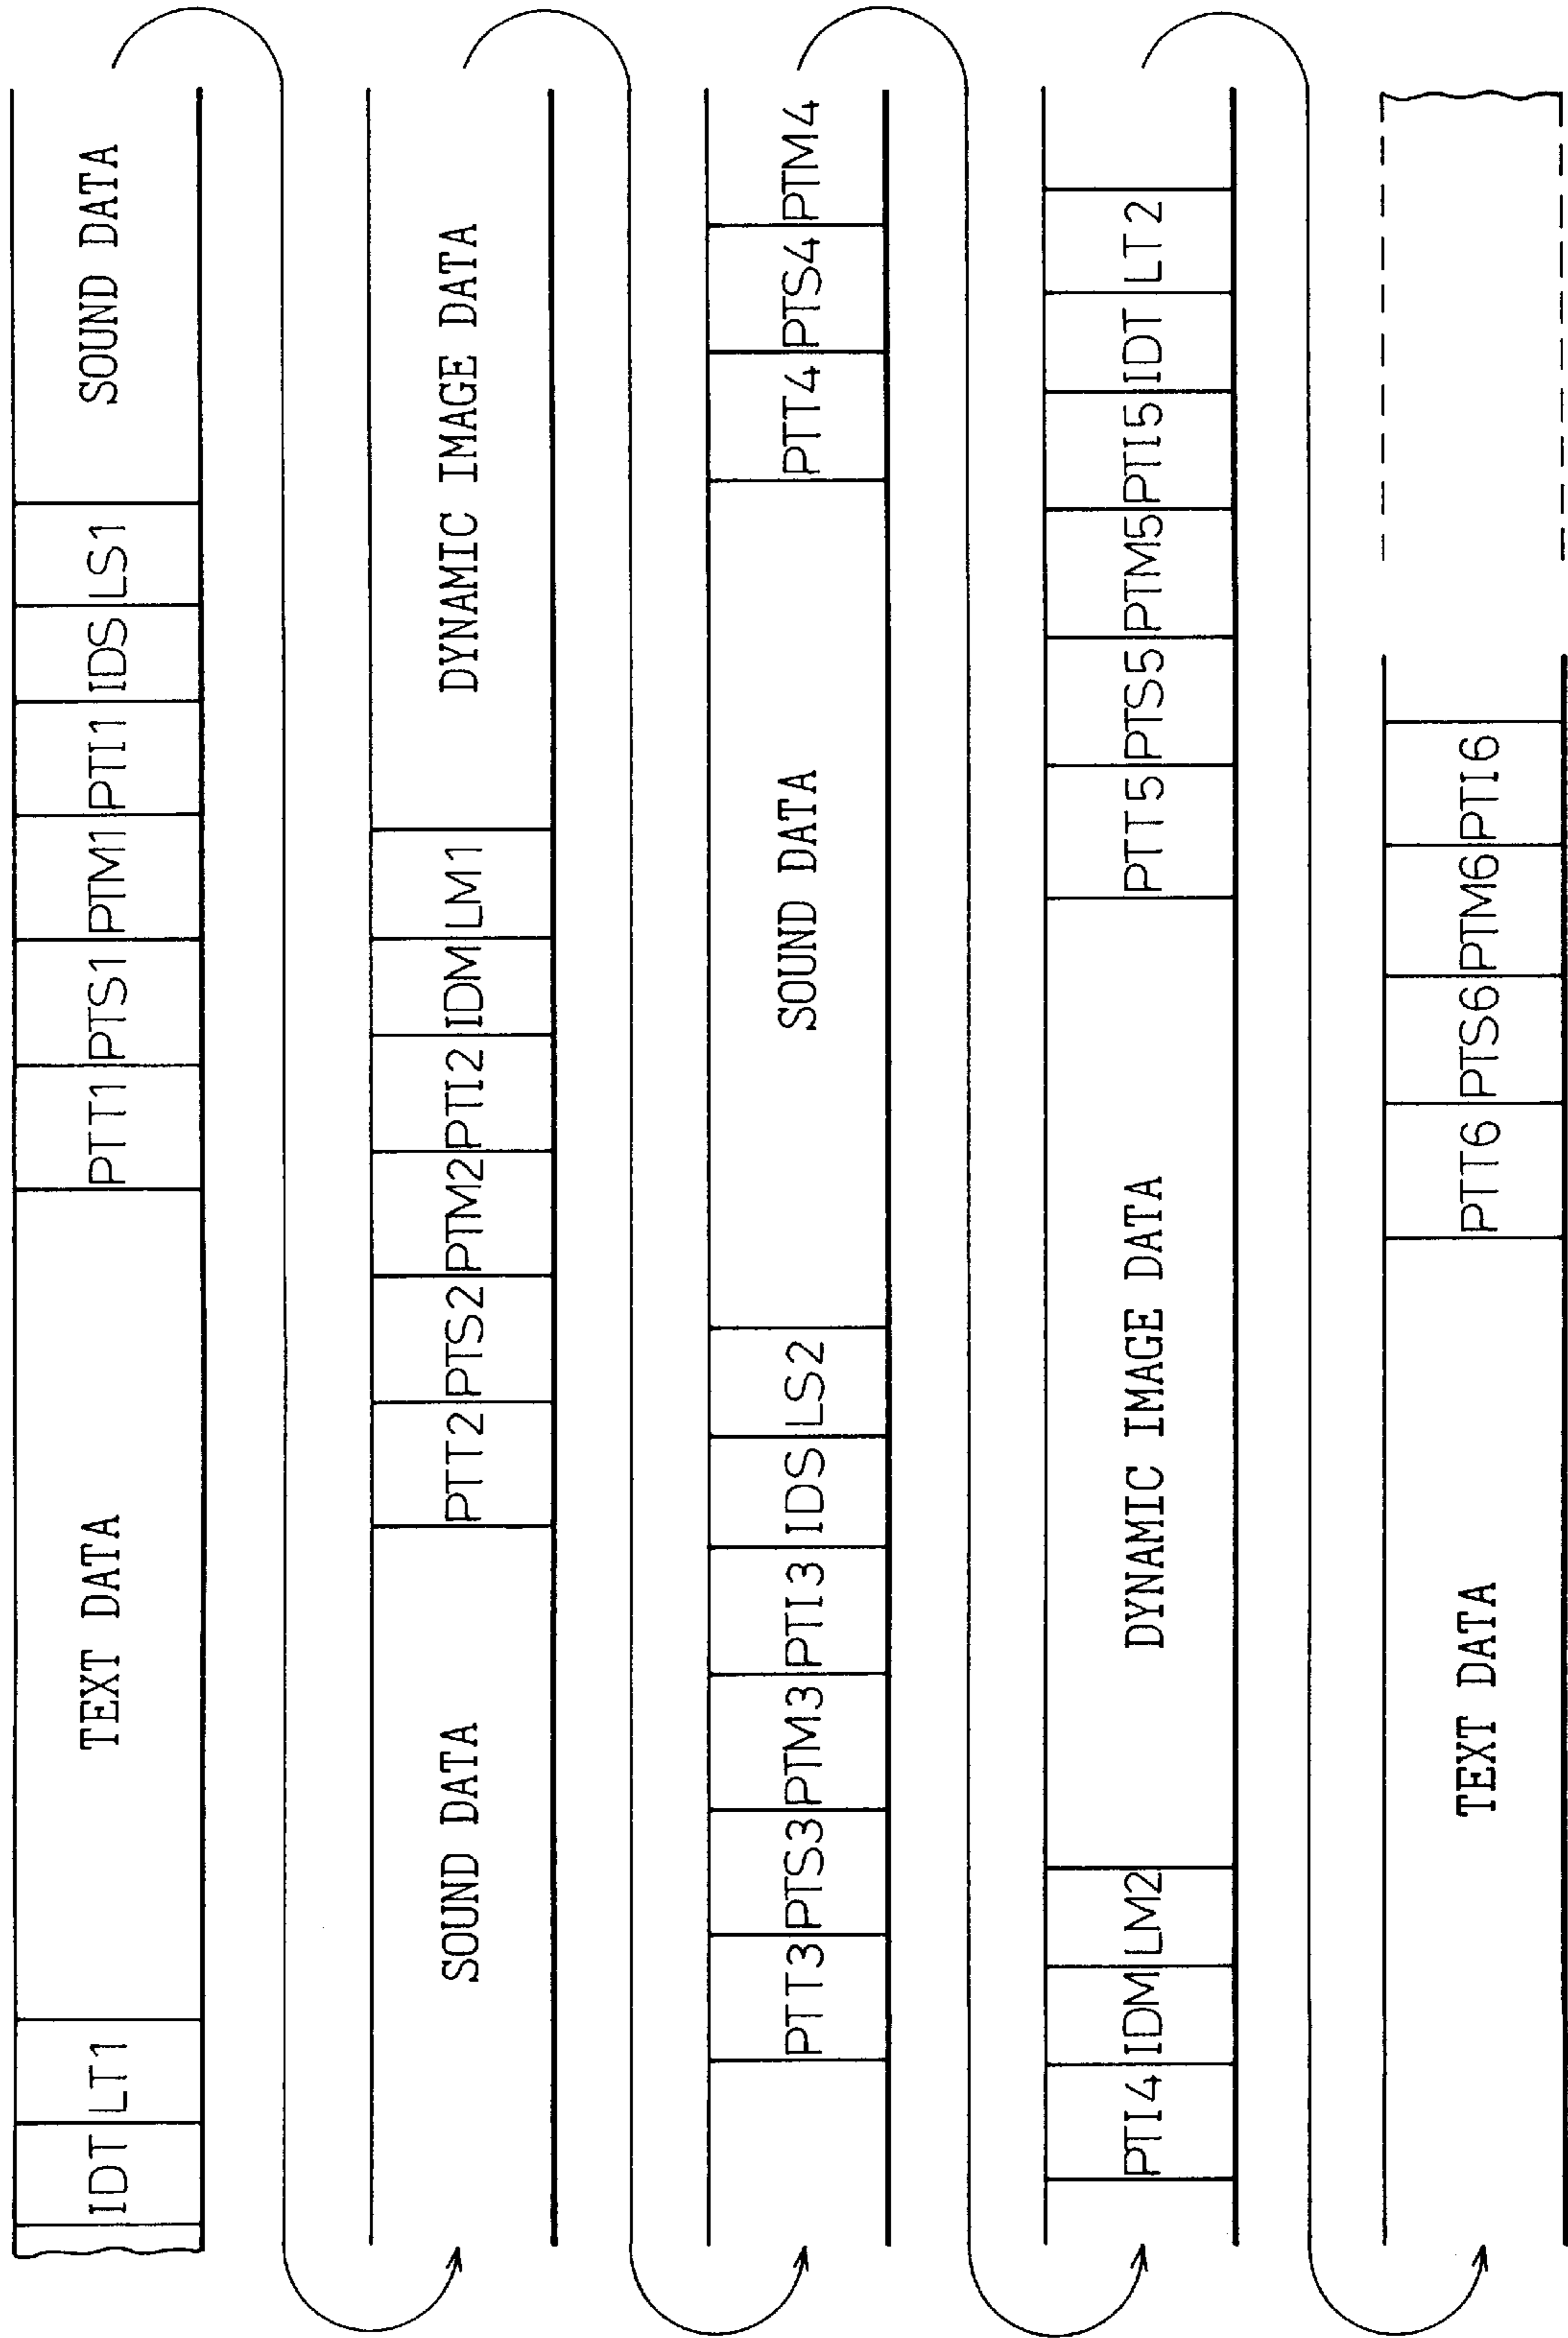 IDT LT1 TEXT DATA PTT1 PTS1 PTM1 PTI1 IDS LS1 SOUND DATA
SOUND DATA PTT2 PTS2 PTM2 PTI2 IDM LM1 DYNAMIC IMAGE DATA
PTT3 PTS3 PTM3 PTI3 IDS LS2 SOUND DATA PTT4 PTS4 PTM4
PTI4 IDM LM2 DYNAMIC IMAGE DATA PTT5 PTS5 PTM5 PTI5 IDT LT2
TEXT DATA PTT6 PTS6 PTM6 PTI6